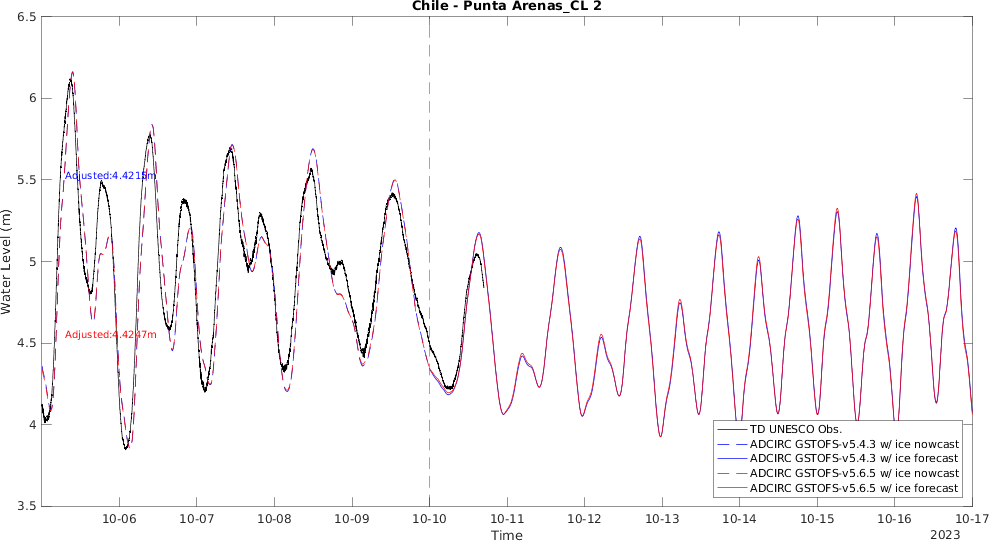 Chile - Punta Arenas_CL 2
6.5
6
5.5
5
4.5
4
3.5
Water Level (m)
Adjusted:4.4215m
Adjusted:4.4247m
TD UNESCO Obs.
ADCIRC GSTOFS-v5.4.3 w/ ice nowcast
ADCIRC GSTOFS-v5.4.3 w/ ice forecast
ADCIRC GSTOFS-v5.6.5 w/ ice nowcast
ADCIRC GSTOFS-v5.6.5 w/ ice forecast
10-06 10-07 10-08 10-09 10-10 10-11 10-12 10-13 10-14 10-15 10-16 10-17
Time
2023